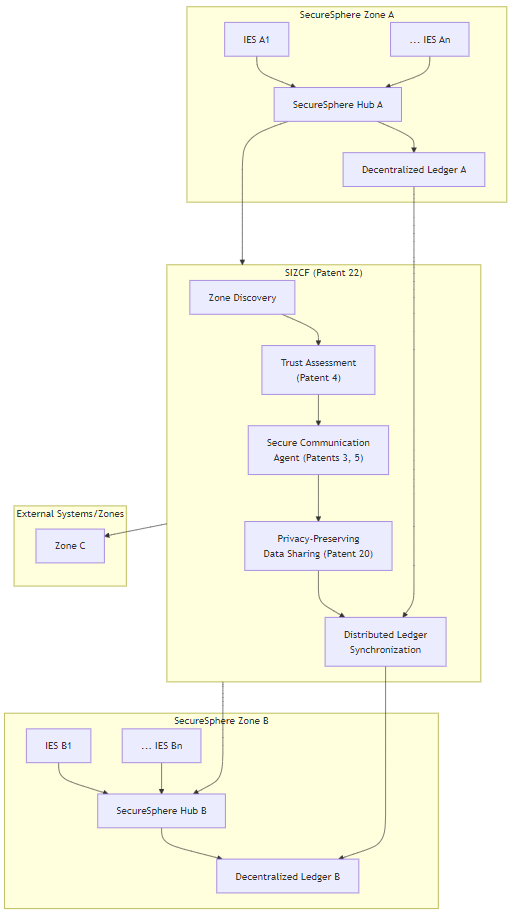 SecureSphere Zone A
IES A1
... IES An
SecureSphere Hub A
Decentralized Ledger A
SIZCF (Patent 22)
Zone Discovery
Trust Assessment
(Patent 4)
Secure Communication
Agent (Patents 3, 5)
Privacy-Preserving
Data Sharing (Patent 20)
External Systems/Zones
Zone C
Distributed Ledger
Synchronization
SecureSphere Zone B
IES B1
... IES Bn
SecureSphere Hub B
Decentralized Ledger B